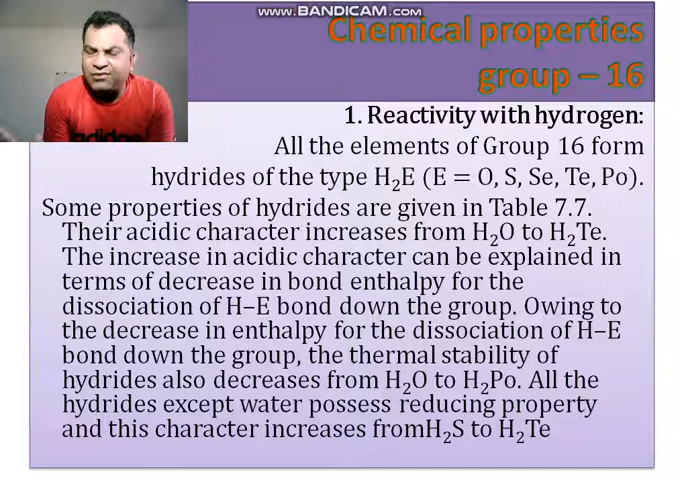 www.BANDICAM.com
Chemical properties
group – 16
adidas
1. Reactivity with hydrogen:
All the elements of Group 16 form
hydrides of the type H₂E (E = O, S, Se, Te, Po).
Some properties of hydrides are given in Table 7.7.
Their acidic character increases from H₂O to H₂Te.
The increase in acidic character can be explained in
terms of decrease in bond enthalpy for the
dissociation of H–E bond down the group. Owing to
the decrease in enthalpy for the dissociation of H–E
bond down the group, the thermal stability of
hydrides also decreases from H₂O to H₂Po. All the
hydrides except water possess reducing property
and this character increases fromH₂S to H₂Te